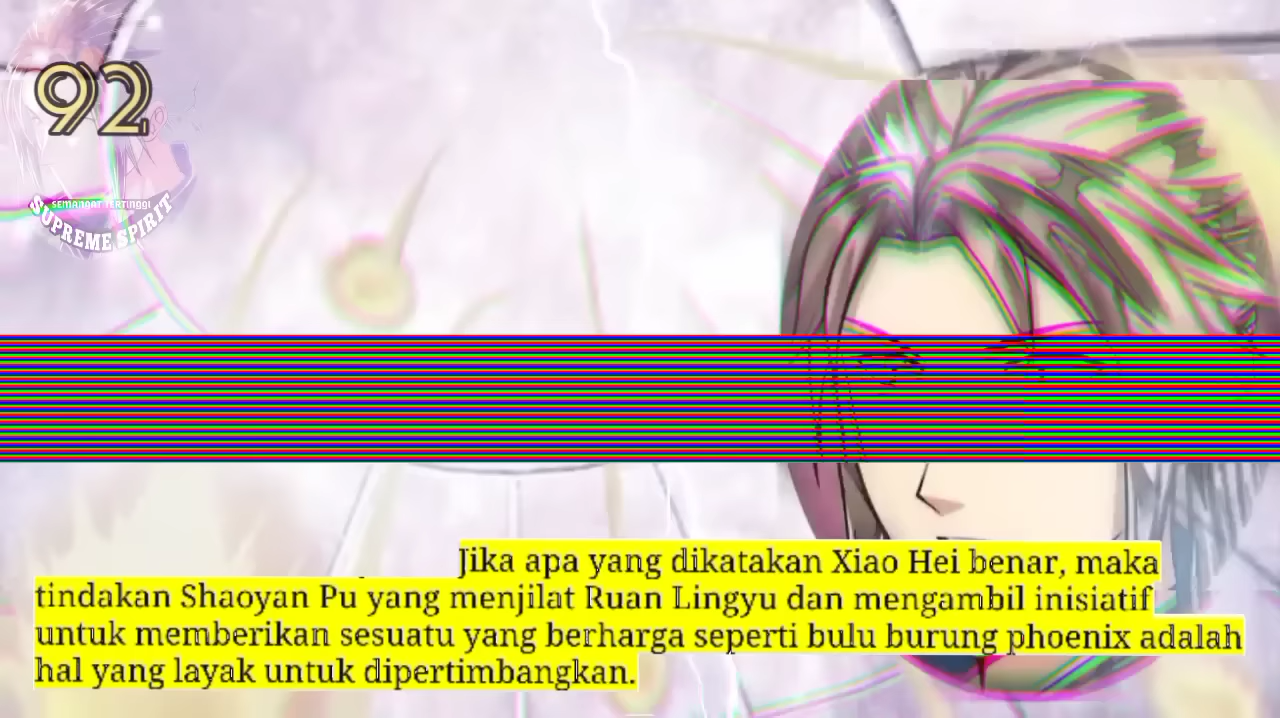 92
SEMANGAT TERTINGGI
SUPREME SPIRIT
Jika apa yang dikatakan Xiao Hei benar, maka
tindakan Shaoyan Pu yang menjilat Ruan Lingyu dan mengambil inisiatif
untuk memberikan sesuatu yang berharga seperti bulu burung phoenix adalah
hal yang layak untuk dipertimbangkan.